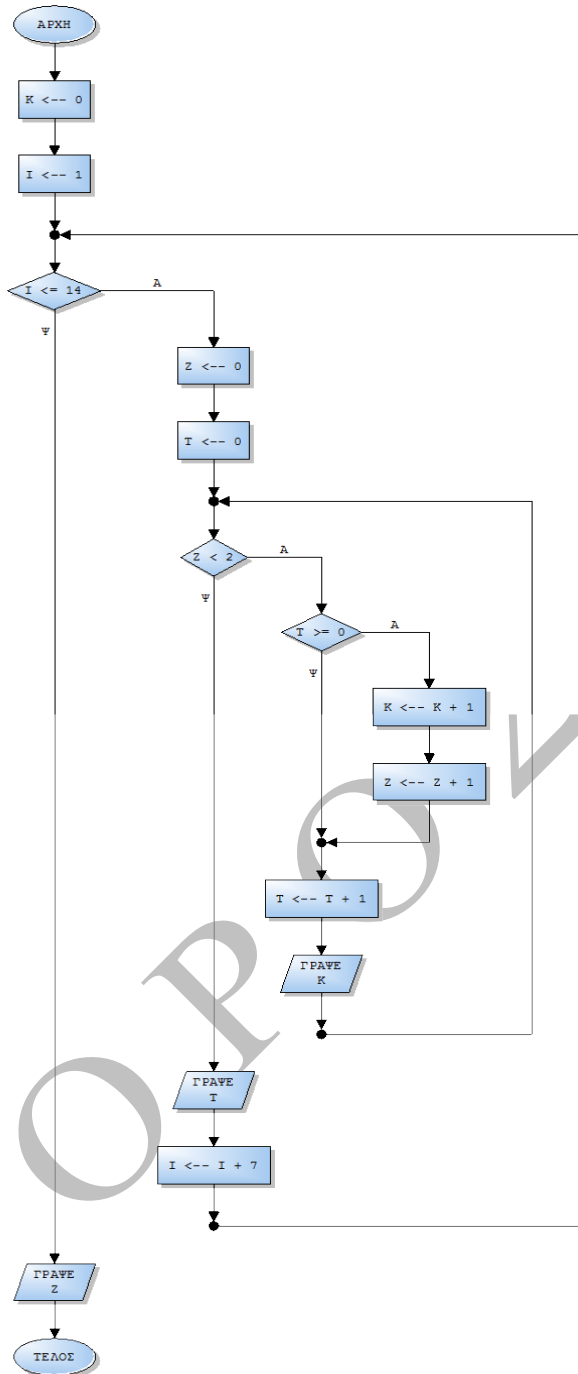 ΑΡΧΗ
K <-- 0
I <-- 1
I <= 14
Α
Ψ
Z <-- 0
T <-- 0
Z < 2
Α
Ψ
T >= 0
Α
Ψ
K <-- K + 1
Z <-- Z + 1
T <-- T + 1
ΓΡΑΨΕ
K
ΓΡΑΨΕ
T
I <-- I + 7
ΓΡΑΨΕ
Z
ΤΕΛΟΣ